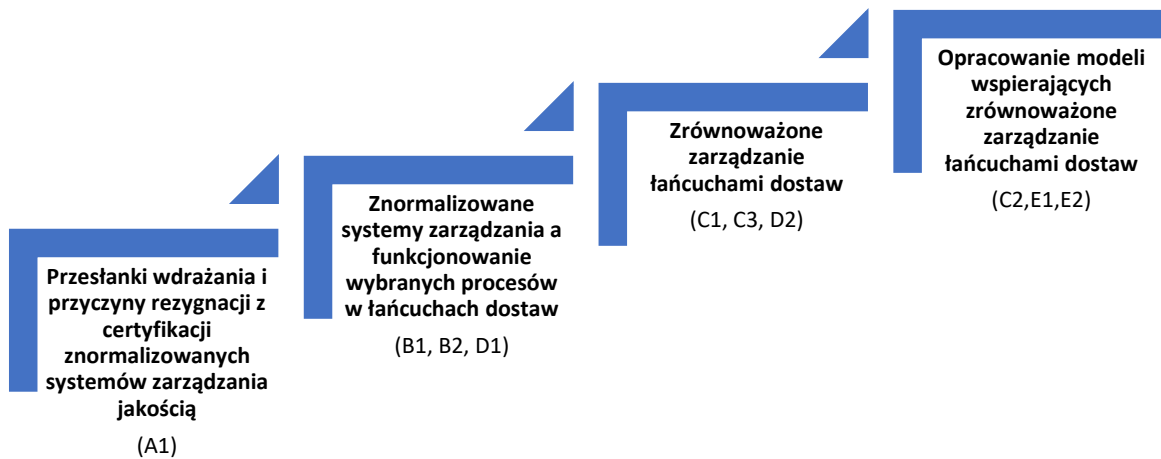 Przesłanki wdrażania i
przyczyny rezygnacji z
certyfikacji
znormalizowanych
systemów zarządzania
jakością
(A1)
Znormalizowane
systemy zarządzania a
funkcjonowanie
wybranych procesów
w łańcuchach dostaw
(B1, B2, D1)
Zrównoważone
zarządzanie
łańcuchami dostaw
(C1, C3, D2)
Opracowanie modeli
wspierających
zrównoważone
zarządzanie
łańcuchami dostaw
(C2,E1,E2)